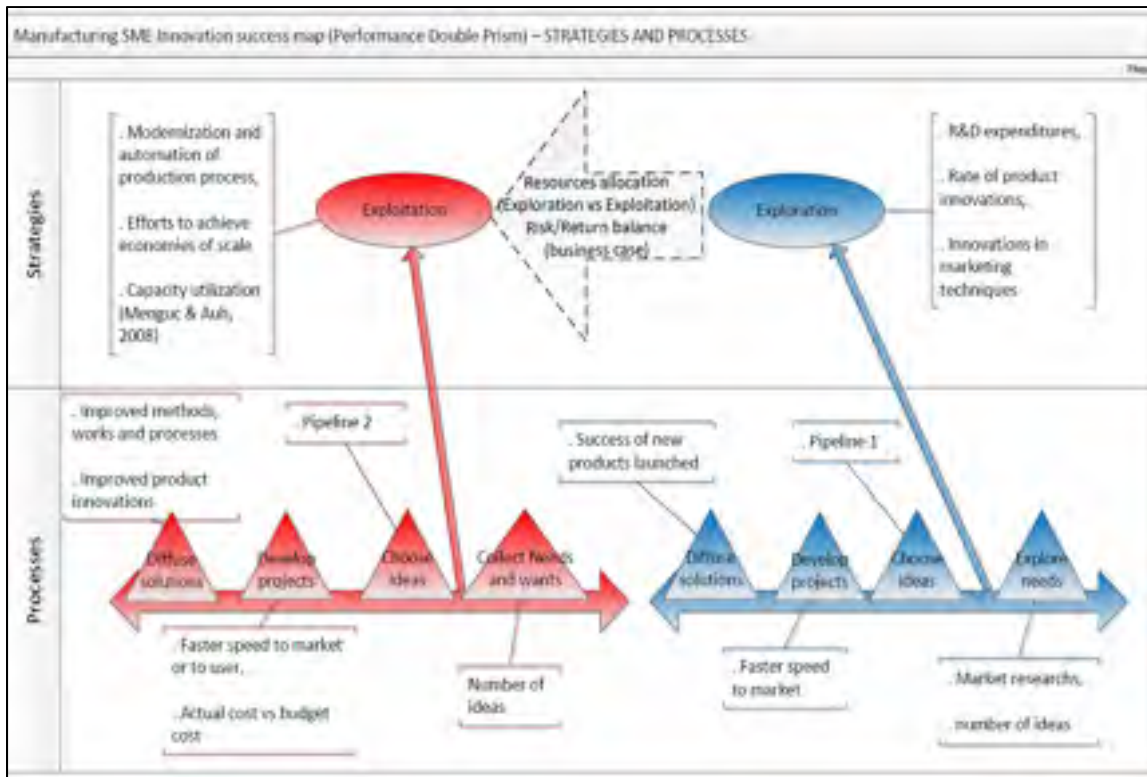 Manufacturing SME Innovation success map (Performance Double Prism) – STRATEGIES AND PROCESSES
Strategies
. Modernization and
automation of
production process,
. Efforts to achieve
economies of scale
. Capacity utilization
(Menguc & Auh,
2008)
Exploitation
Resources allocation
(Exploration vs Exploitation)
Risk/Return balance
(business case)
Exploration
. R&D expenditures,
. Rate of product
innovations,
. Innovations in
marketing
techniques
Processes
. Improved methods,
works and processes
. Improved product
innovations
. Pipeline 2
. Success of new
products launched
. Pipeline 1
Diffuse
solutions
Develop
projects
Choose
ideas
Collect Needs
and wants
Diffuse
solutions
Develop
projects
Choose
ideas
Explore
needs
. Faster speed to market
or to user,
. Actual cost vs budget
cost
Number of
ideas
. Faster speed
to market
. Market researchs,
. number of ideas